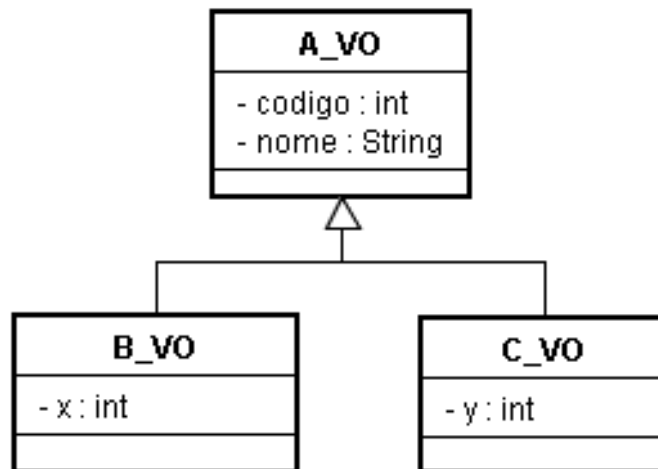 A_VO
- codigo : int
- nome : String
B_VO
- x : int
C_VO
- y : int